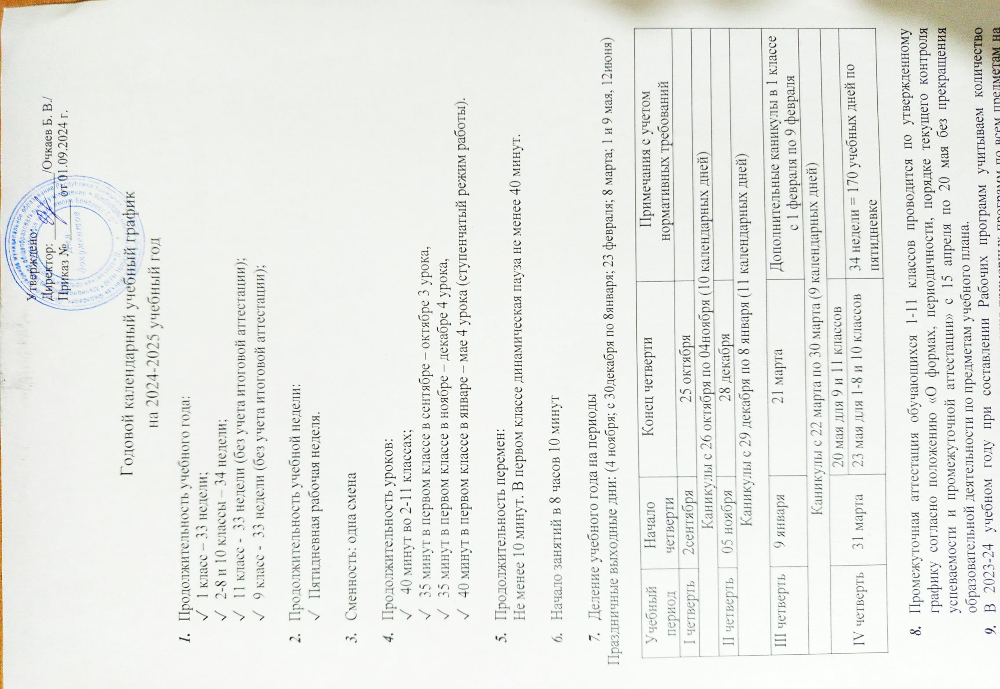 Утверждено:
Директор: /Очкаев Б. В./
Приказ № от 01.09.2024 г.
для
документов
Годовой календарный учебный график
на 2024-2025 учебный год
1. Продолжительность учебного года:
✓ 1 класс – 33 недели;
✓ 2-8 и 10 классы – 34 недели;
✓ 11 класс - 33 недели (без учета итоговой аттестации);
✓ 9 класс - 33 недели (без учета итоговой аттестации);
2. Продолжительность учебной недели:
✓ Пятидневная рабочая неделя.
3. Сменность: одна смена
4. Продолжительность уроков:
✓ 40 минут во 2-11 классах;
✓ 35 минут в первом классе в сентябре – октябре 3 урока,
✓ 35 минут в первом классе в ноябре – декабре 4 урока,
✓ 40 минут в первом классе в январе – мае 4 урока (ступенчатый режим работы).
5. Продолжительность перемен:
Не менее 10 минут. В первом классе динамическая пауза не менее 40 минут.
6. Начало занятий в 8 часов 10 минут
7. Деление учебного года на периоды
Праздничные выходные дни: (4 ноября; с 30декабря по 8января; 23 февраля; 8 марта; 1 и 9 мая, 12июня)
Учебный Начало Конец четверти Примечания с учетом
период четверти нормативных требований
I четверть 2сентября 25 октября
Каникулы с 26 октября по 04ноября (10 календарных дней)
II четверть 05 ноября 28 декабря
Каникулы с 29 декабря по 8 января (11 календарных дней)
III четверть 9 января 21 марта Дополнительные каникулы в 1 классе
с 1 февраля по 9 февраля
Каникулы с 22 марта по 30 марта (9 календарных дней)
20 мая для 9 и 11 классов
IV четверть 31 марта 23 мая для 1-8 и 10 классов 34 недели = 170 учебных дней по
пятидневке
8. Промежуточная аттестация обучающихся 1-11 классов проводится по утвержденному
графику согласно положению «О формах, периодичности, порядке текущего контроля
успеваемости и промежуточной аттестации» с 15 апреля по 20 мая без прекращения
образовательной деятельности по предметам учебного плана.
9. В 2023-24 учебном году при составлении Рабочих программ учитываем количество
программ по всем предметам на